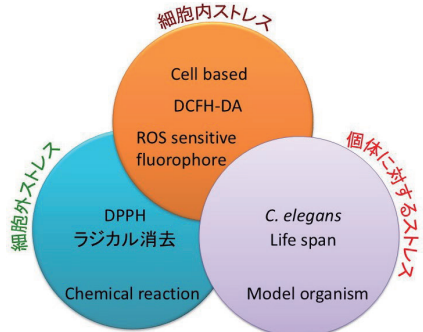 細胞内ストレス
Cell based
DCFH-DA
ROS sensitive
fluorophore
細胞外ストレス
DPPH
ラジカル消去
Chemical reaction
個体に対するストレス
C. elegans
Life span
Model organism